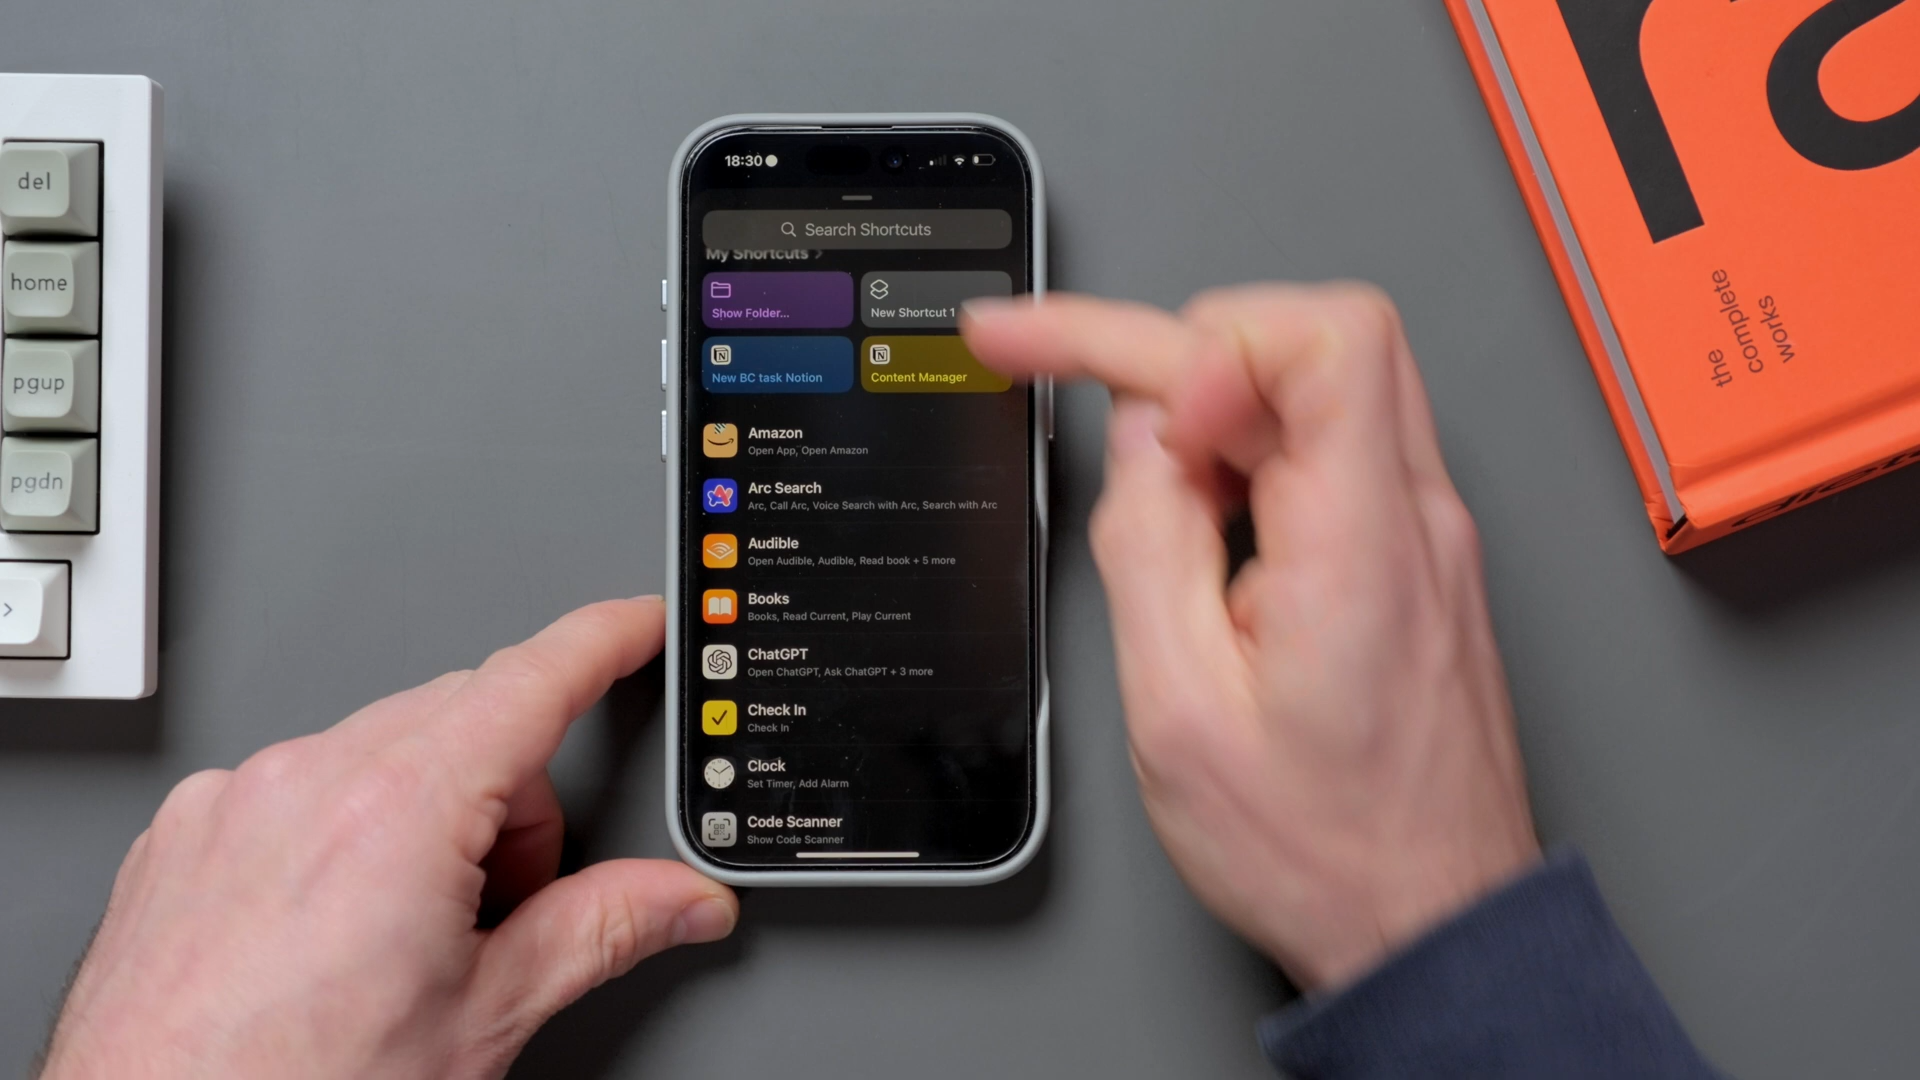 del
home
pgup
pgdn
>
18:30
Search Shortcuts
My Shortcuts >
Show Folder...
New Shortcut 1
New BC task Notion
Content Manager
Amazon
Open App, Open Amazon
Arc Search
Arc, Call Arc, Voice Search with Arc, Search with Arc
Audible
Open Audible, Audible, Read book + 5 more
Books
Books, Read Current, Play Current
ChatGPT
Open ChatGPT, Ask ChatGPT + 3 more
Check In
Check In
Clock
Set Timer, Add Alarm
Code Scanner
Show Code Scanner
the
complete
works